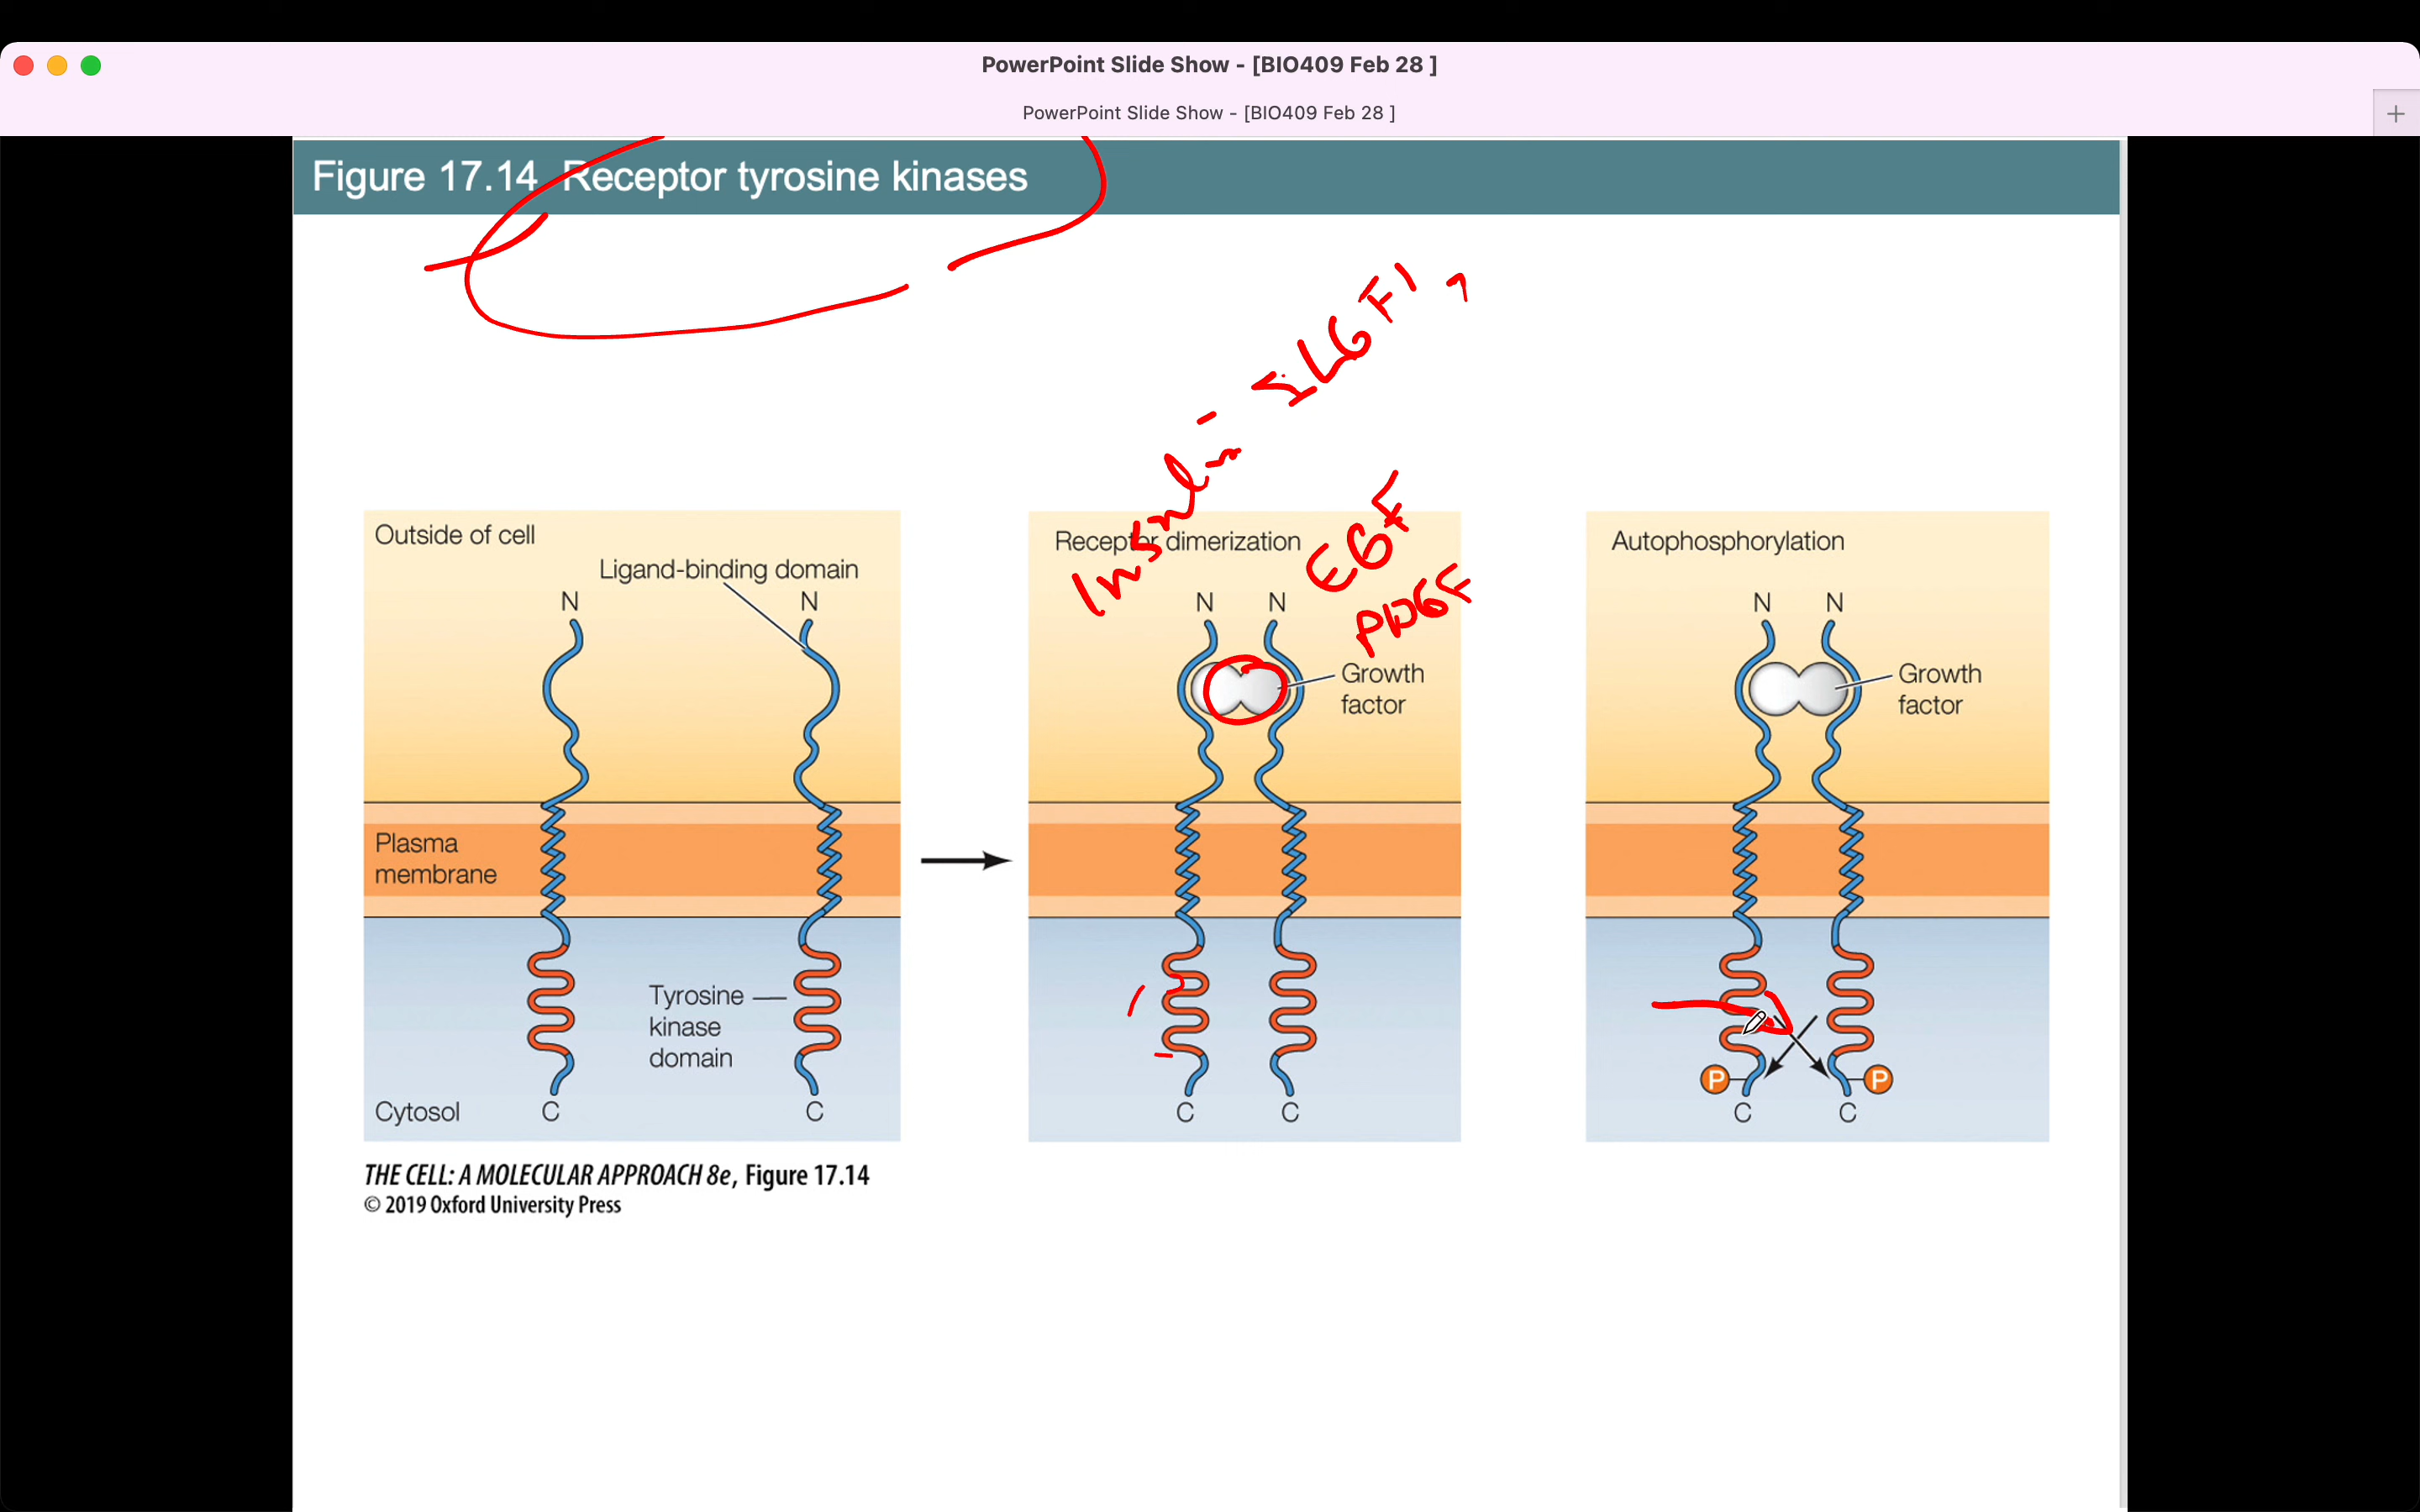 PowerPoint Slide Show - [BIO409 Feb 28 ]
PowerPoint Slide Show - [BIO409 Feb 28 ]
+
Figure 17.14 Receptor tyrosine kinases
Outside of cell
Ligand-binding domain
N
N
Plasma
membrane
Tyrosine
kinase
domain
Cytosol
C
C
Receptor dimerization
EGF
PDGF
N
N
Growth
factor
C
C
Autophosphorylation
N
N
Growth
factor
P
P
C
C
THE CELL: A MOLECULAR APPROACH 8e, Figure 17.14
© 2019 Oxford University Press